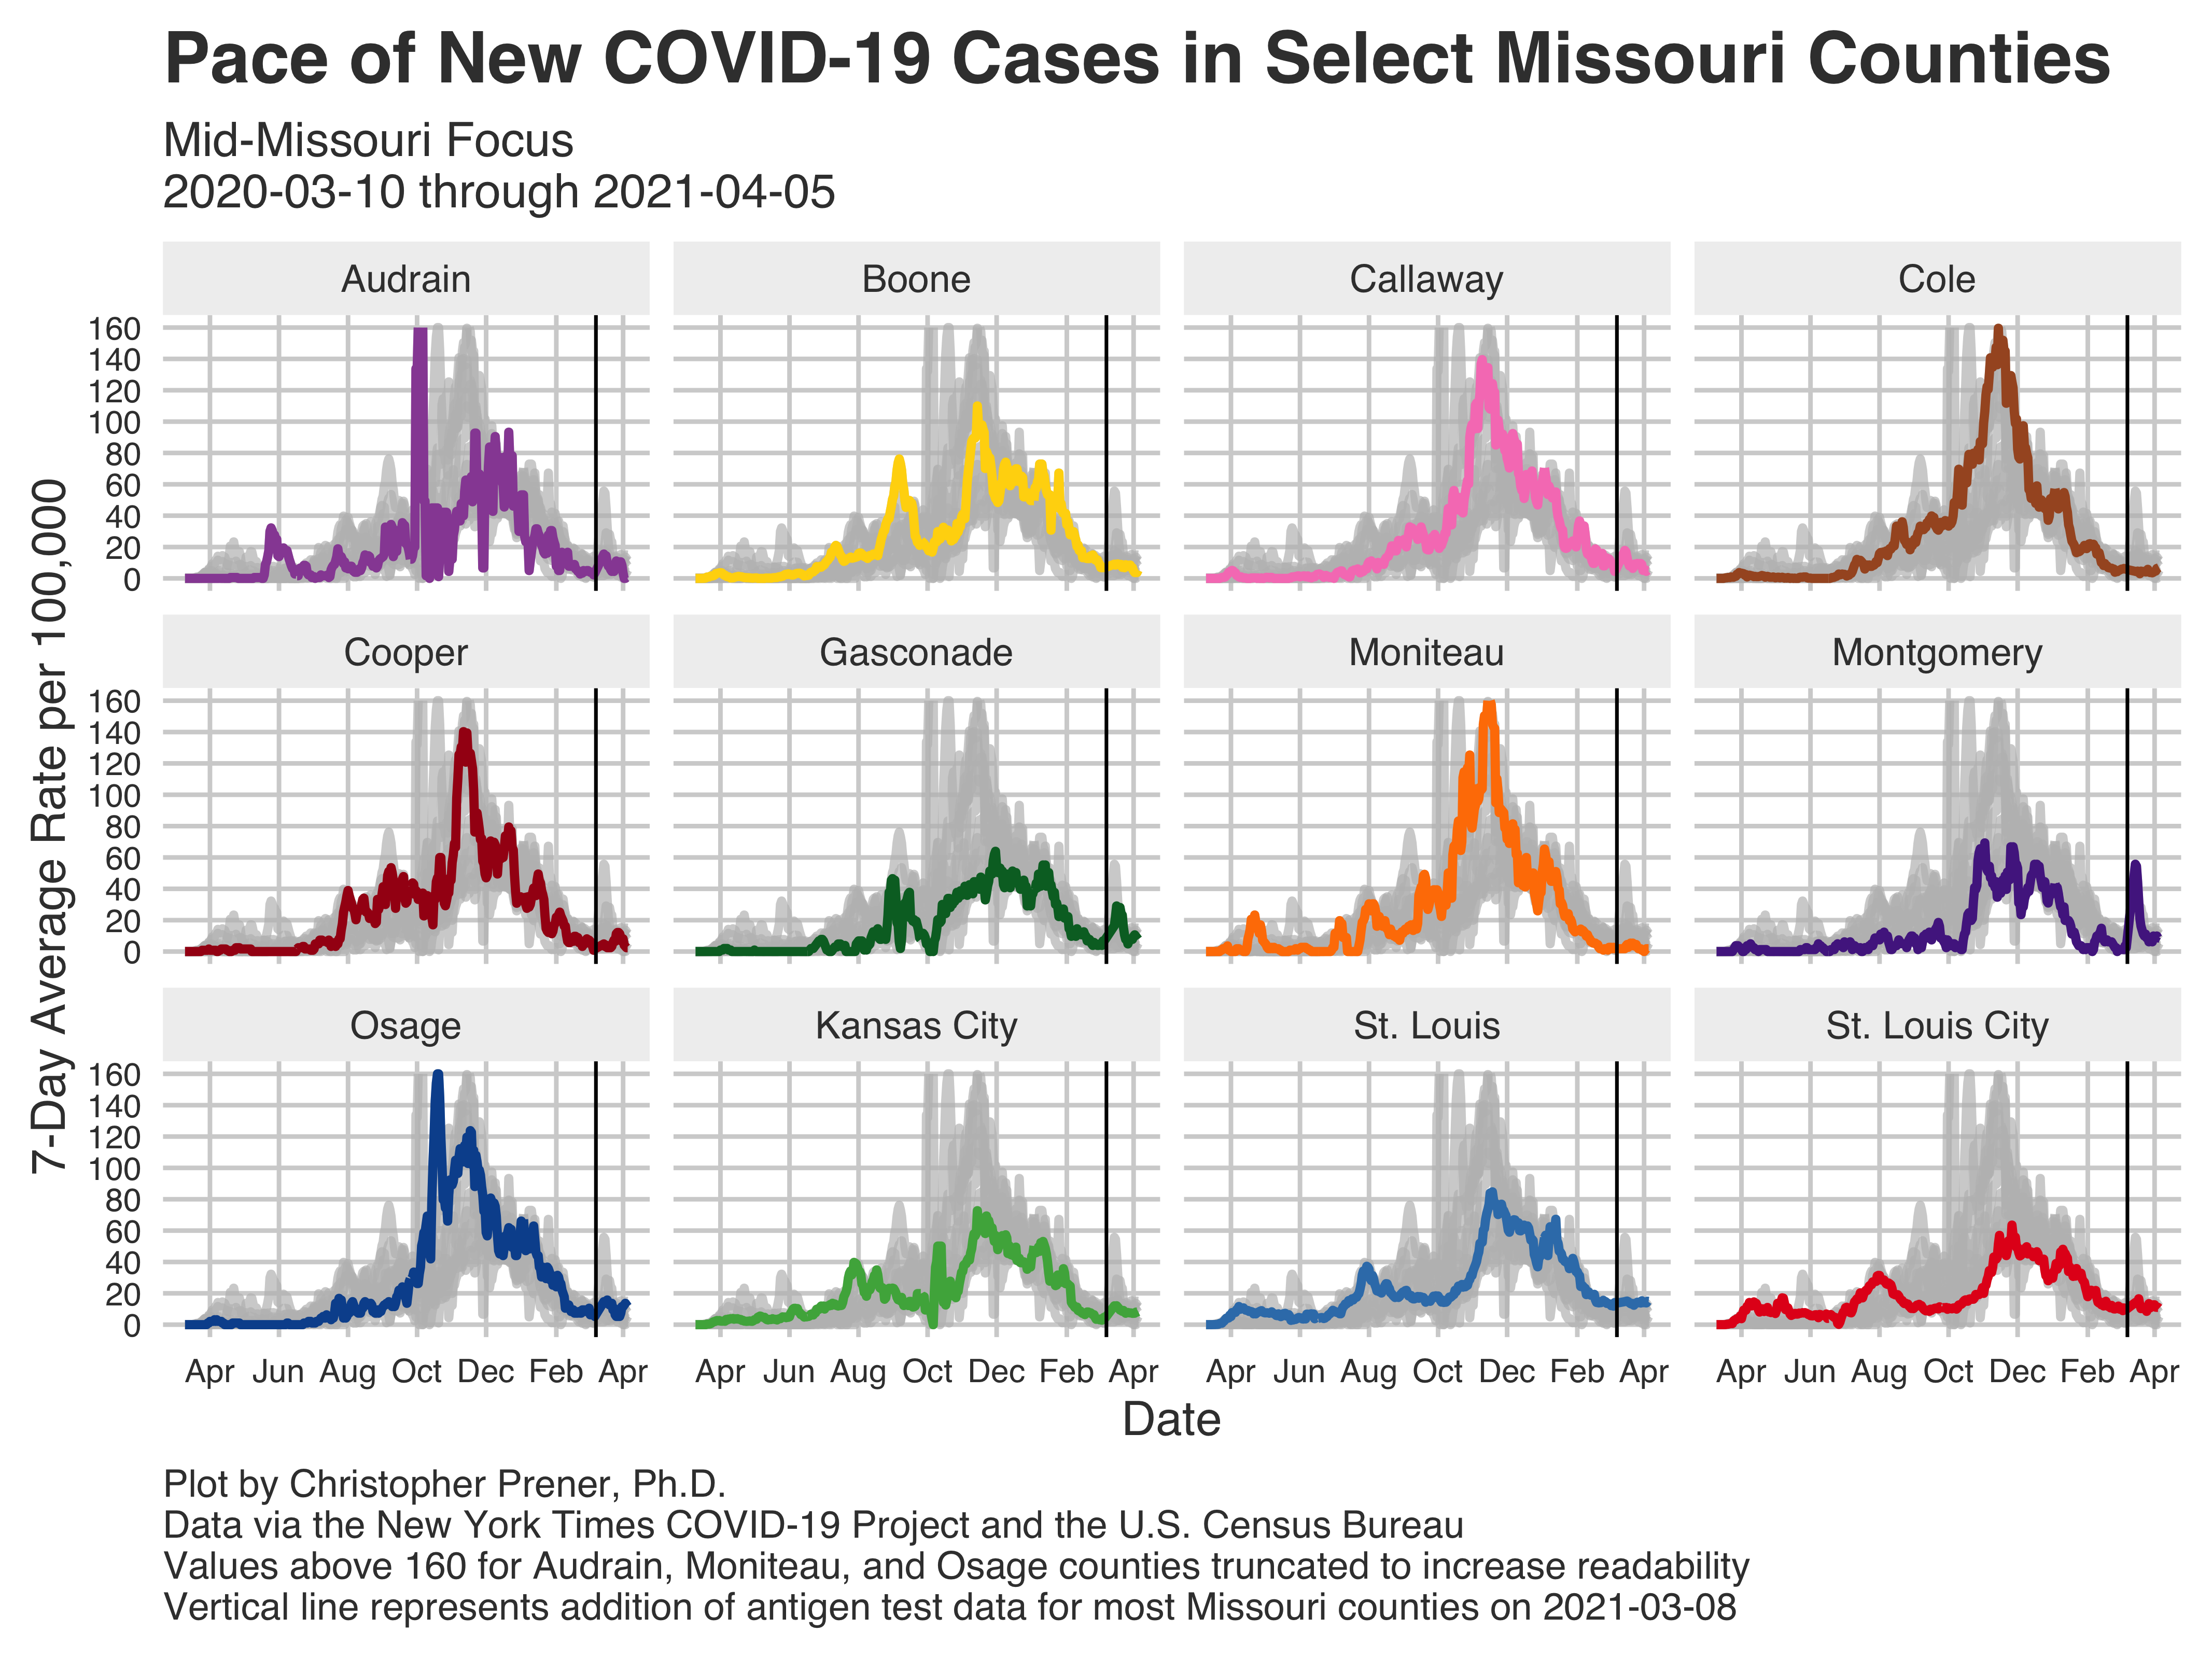 Pace of New COVID-19 Cases in Select Missouri Counties
Mid-Missouri Focus
2020-03-10 through 2021-04-05
Audrain Boone Callaway Cole
160
140
120
100
80
60
40
20
0
Cooper Gasconade Moniteau Montgomery
160
140
120
100
80
60
40
20
0
Osage Kansas City St. Louis St. Louis City
160
140
120
100
80
60
40
20
0
7-Day Average Rate per 100,000
Apr Jun Aug Oct Dec Feb Apr Apr Jun Aug Oct Dec Feb Apr Apr Jun Aug Oct Dec Feb Apr Apr Jun Aug Oct Dec Feb Apr
Date
Plot by Christopher Prener, Ph.D.
Data via the New York Times COVID-19 Project and the U.S. Census Bureau
Values above 160 for Audrain, Moniteau, and Osage counties truncated to increase readability
Vertical line represents addition of antigen test data for most Missouri counties on 2021-03-08